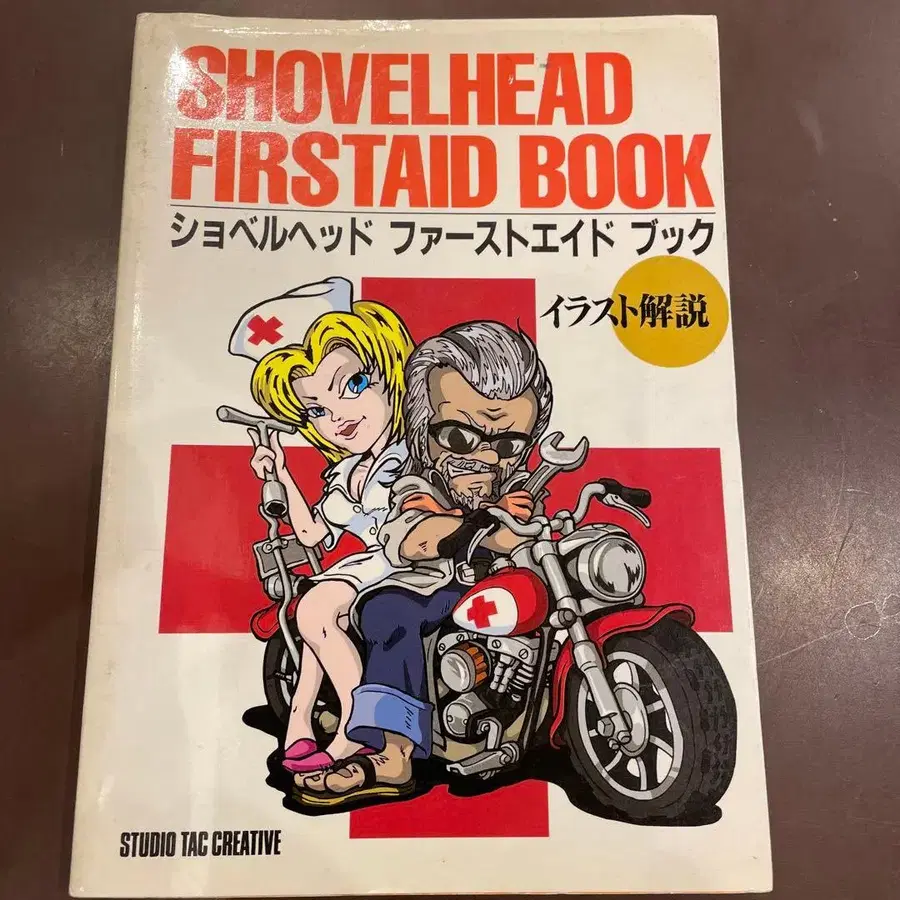 SHOVELHEAD
FIRSTAID BOOK
ショベルヘッド ファーストエイド ブック
イラスト解説
STUDIO TAC CREATIVE